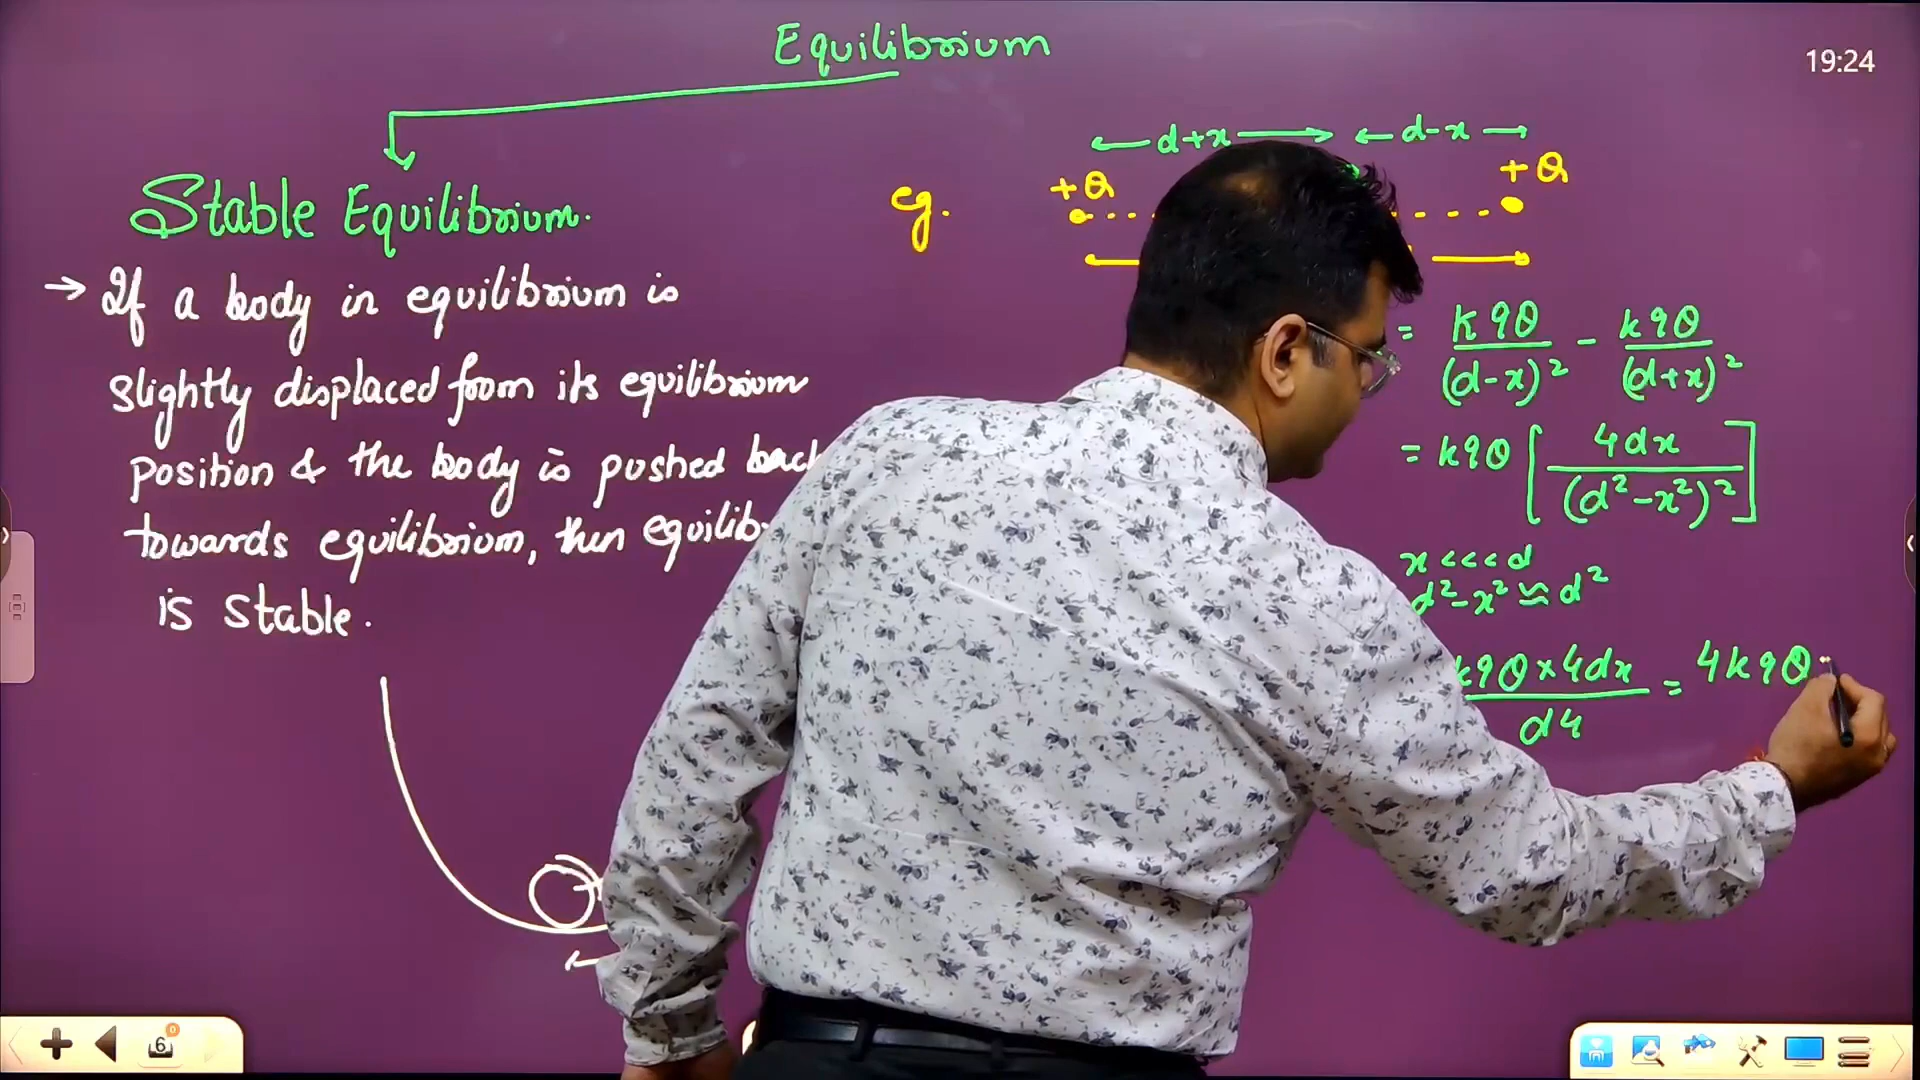 Equilibrium
19:24
Stable Equilibrium.
→ If a body in equilibrium is
slightly displaced from its equilibrium
position & the body is pushed back
towards equilibrium, then
is stable.
eg.
← d+x → ← d-x →
+Q +Q
= kqQ/(d-x)² - kqQ/(d+x)²
= kqQ [4dx/(d²-x²)²]
x <<< d
d²-x² ≈ d²
kqQ×4dx/d4 = 4kqQ
6
0